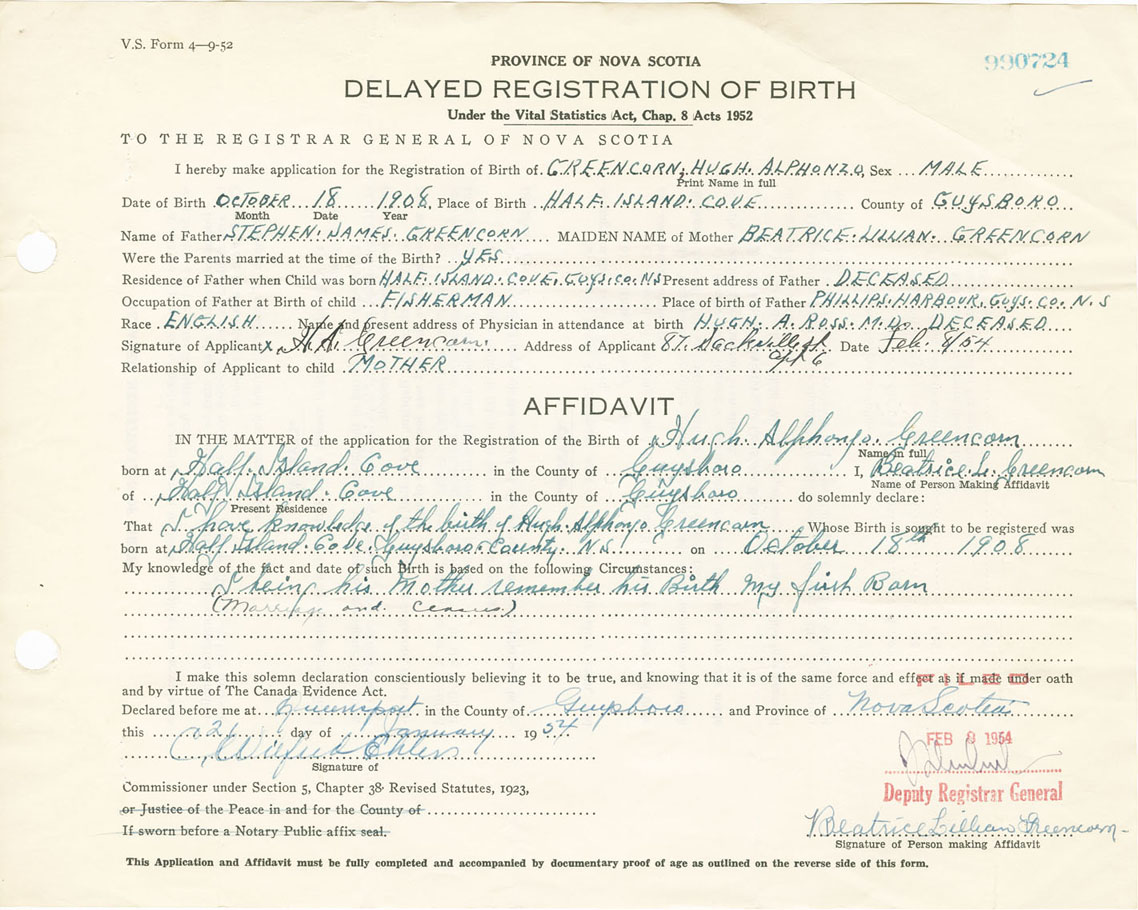 V.S. Form 4—9-52
990724
PROVINCE OF NOVA SCOTIA
DELAYED REGISTRATION OF BIRTH
Under the Vital Statistics Act, Chap. 8 Acts 1952
TO THE REGISTRAR GENERAL OF NOVA SCOTIA
I hereby make application for the Registration of Birth of GREENCORN, HUGH. ALPHONZO, Sex MALE
Print Name in full
Date of Birth OCTOBER 18 1908, Place of Birth HALF. ISLAND. COVE County of GUYSBORO
Month Date Year
Name of Father STEPHEN. JAMES. GREENCORN MAIDEN NAME of Mother BEATRICE. LILLIAN. GREENCORN
Were the Parents married at the time of the Birth? YES
Residence of Father when Child was born HALF. ISLAND. COVE, GUYS. CO. NS Present address of Father DECEASED
Occupation of Father at Birth of child FISHERMAN Place of birth of Father PHILLIPS. HARBOUR, GUYS. CO. N.S
Race ENGLISH Name and present address of Physician in attendance at birth HUGH. A. ROSS. M.D. DECEASED
Signature of Applicant x H A Greencorn Address of Applicant 87. Sackville St Date Feb. 8/54
apt 6
Relationship of Applicant to child MOTHER
AFFIDAVIT
IN THE MATTER of the application for the Registration of the Birth of Hugh. Alphonzo. Greencorn
Name in full
born at Half. Island. Cove in the County of Guysboro I, Beatrice. L. Greencorn
Name of Person Making Affidavit
of Half Island. Cove in the County of Guysboro do solemnly declare:
Present Residence
That I have knowledge of the birth of Hugh. Alphonzo Greencorn Whose Birth is sought to be registered was
born at Half Island. Cove. Guysboro. County. N.S. on October 18th 1908
My knowledge of the fact and date of such Birth is based on the following Circumstances:
I being his Mother remember his Birth my first Born
(Marriage and Census)
I make this solemn declaration conscientiously believing it to be true, and knowing that it is of the same force and effect as if made under oath
and by virtue of The Canada Evidence Act.
FILED
Declared before me at Queensport in the County of Guysboro and Province of Nova Scotia
this 22 day of January 1954
FEB 8 1954
C. Wilfred Ehler
Signature of
Deputy Registrar General
Commissioner under Section 5, Chapter 38 Revised Statutes, 1923,
or Justice of the Peace in and for the County of
If sworn before a Notary Public affix seal.
Beatrice Lillian Greencorn
Signature of Person making Affidavit
This Application and Affidavit must be fully completed and accompanied by documentary proof of age as outlined on the reverse side of this form.